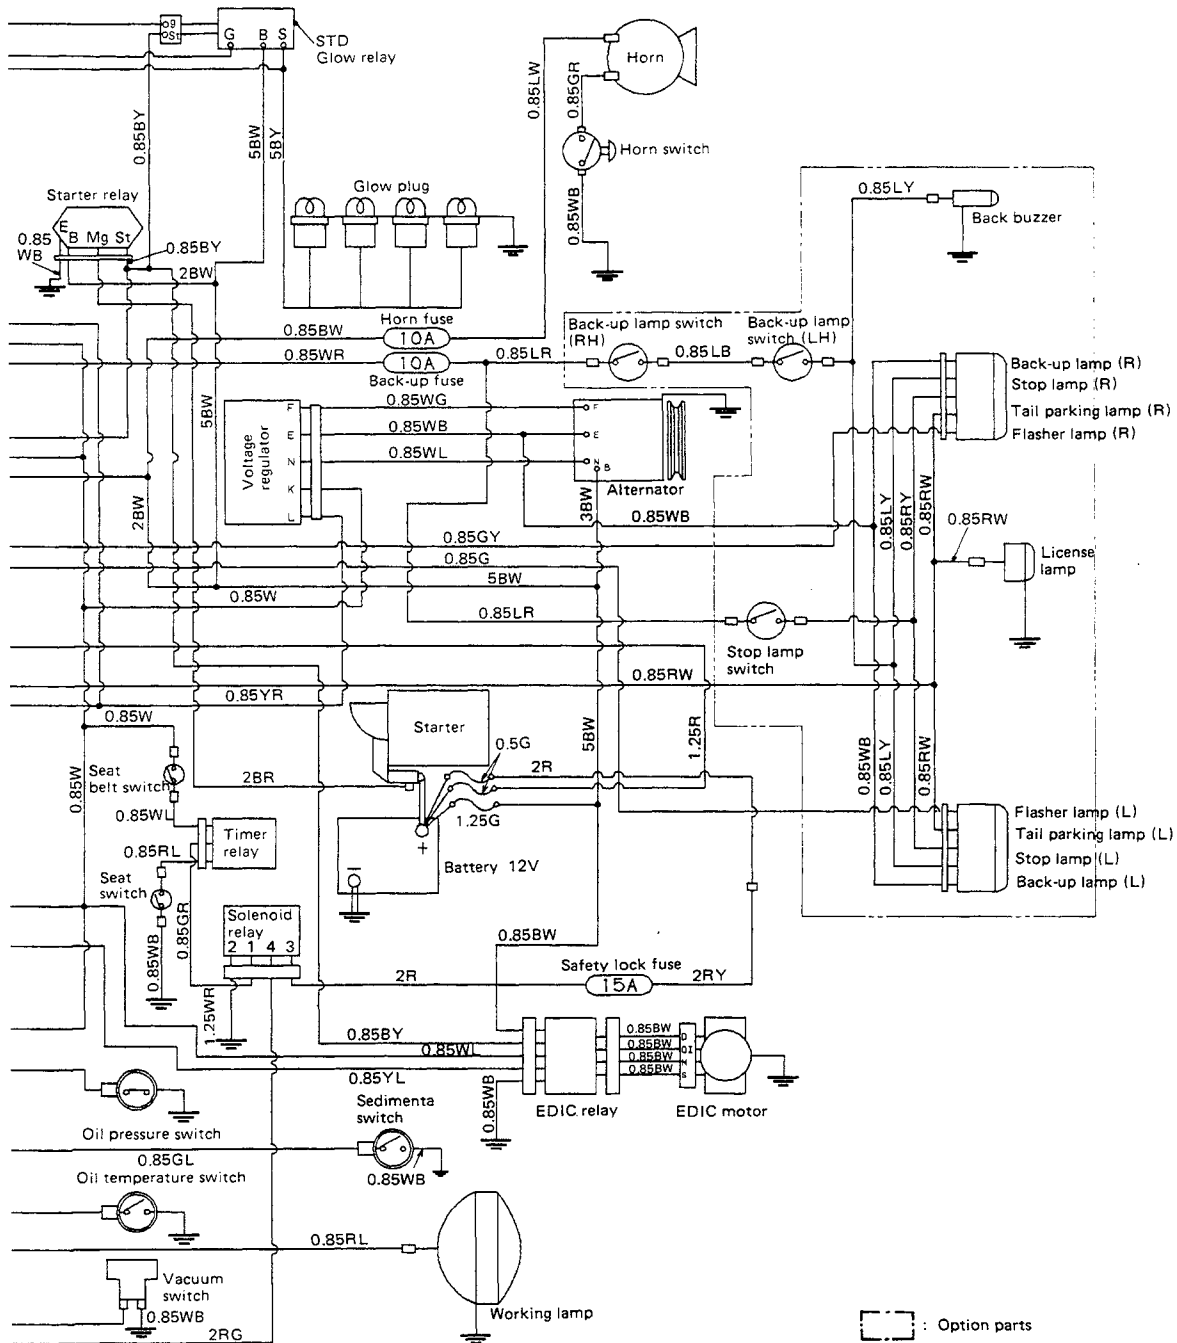 g
St
G B S
STD
Glow relay
0.85LW
Horn
0.85GR
Horn switch
0.85WB
0.85BY
5BW
5BY
Starter relay
E
B Mg St
0.85
WB
0.85BY
2BW
Glow plug
0.85LY
Back buzzer
0.85BW
Horn fuse
10A
0.85WR
10A
Back-up fuse
0.85LR
Back-up lamp switch
(RH)
0.85LB
Back-up lamp
switch (LH)
Back-up lamp (R)
Stop lamp (R)
Tail parking lamp (R)
Flasher lamp (R)
5BW
Voltage
regulator
F
E
N
K
L
0.85WG
0.85WB
0.85WL
F
E
N
B
Alternator
2BW
3BW
0.85WB
0.85LY
0.85RY
0.85RW
0.85RW
License
lamp
0.85GY
0.85G
5BW
0.85W
0.85LR
Stop lamp
switch
0.85RW
0.85YR
0.85W
Starter
0.5G
2R
5BW
1.25R
0.85WB
0.85LY
0.85RW
0.85W
Seat
belt switch
2BR
1.25G
0.85WL
Timer
relay
0.85RL
Seat
switch
+
−
Battery 12V
Flasher lamp (L)
Tail parking lamp (L)
Stop lamp (L)
Back-up lamp (L)
0.85GR
0.85WB
Solenoid
relay
2 1 4 3
0.85BW
Safety lock fuse
2R
15A
2RY
1.25WR
0.85BY
0.85WL
0.85YL
0.85WB
0.85BW
0.85BW
0.85BW
0.85BW
D
OI
N
S
EDIC relay
EDIC motor
Oil pressure switch
Sedimenta
switch
0.85GL
0.85WB
Oil temperature switch
0.85RL
Working lamp
Vacuum
switch
0.85WB
2RG
: Option parts